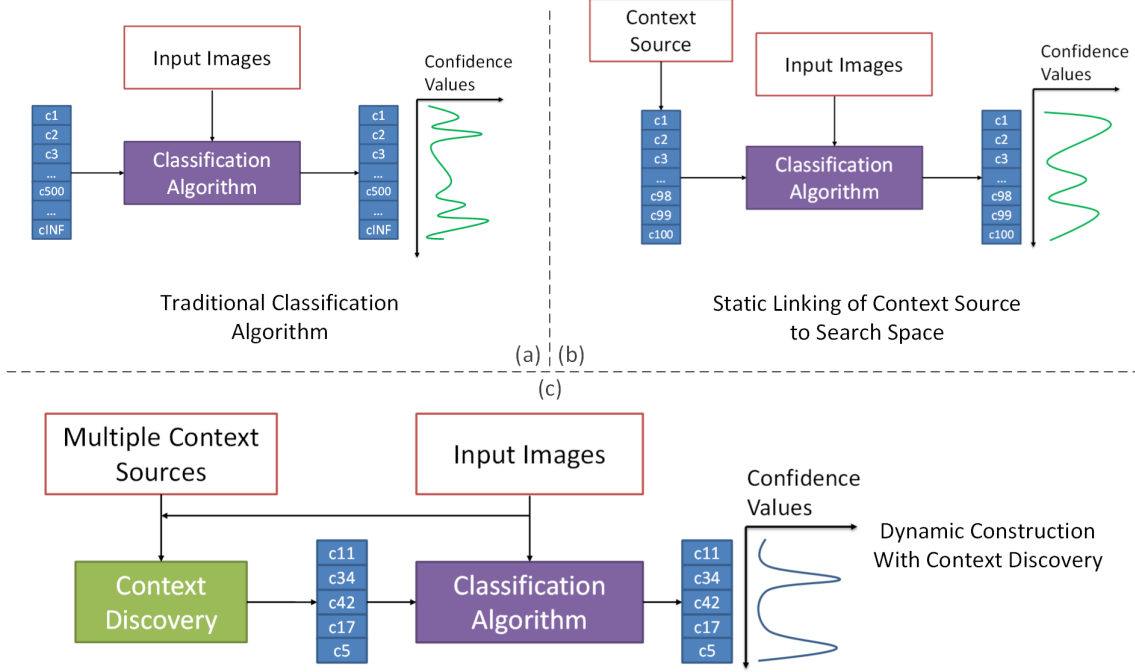 Input Images
Confidence
Values
c1
c2
c3
...
c500
...
cINF
Classification
Algorithm
c1
c2
c3
...
c500
...
cINF
Traditional Classification
Algorithm
(a)
Context
Source
Input Images
Confidence
Values
c1
c2
c3
...
c98
c99
c100
Classification
Algorithm
c1
c2
c3
...
c98
c99
c100
Static Linking of Context Source
to Search Space
(b)
(c)
Multiple Context
Sources
Input Images
Confidence
Values
Context
Discovery
c11
c34
c42
c17
c5
Classification
Algorithm
c11
c34
c42
c17
c5
Dynamic Construction
With Context Discovery